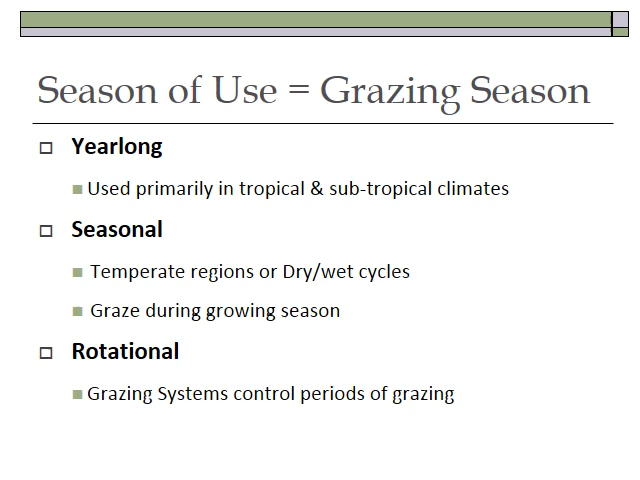 Season of Use = Grazing Season
Yearlong
Used primarily in tropical & sub-tropical climates
Seasonal
Temperate regions or Dry/wet cycles
Graze during growing season
Rotational
Grazing Systems control periods of grazing